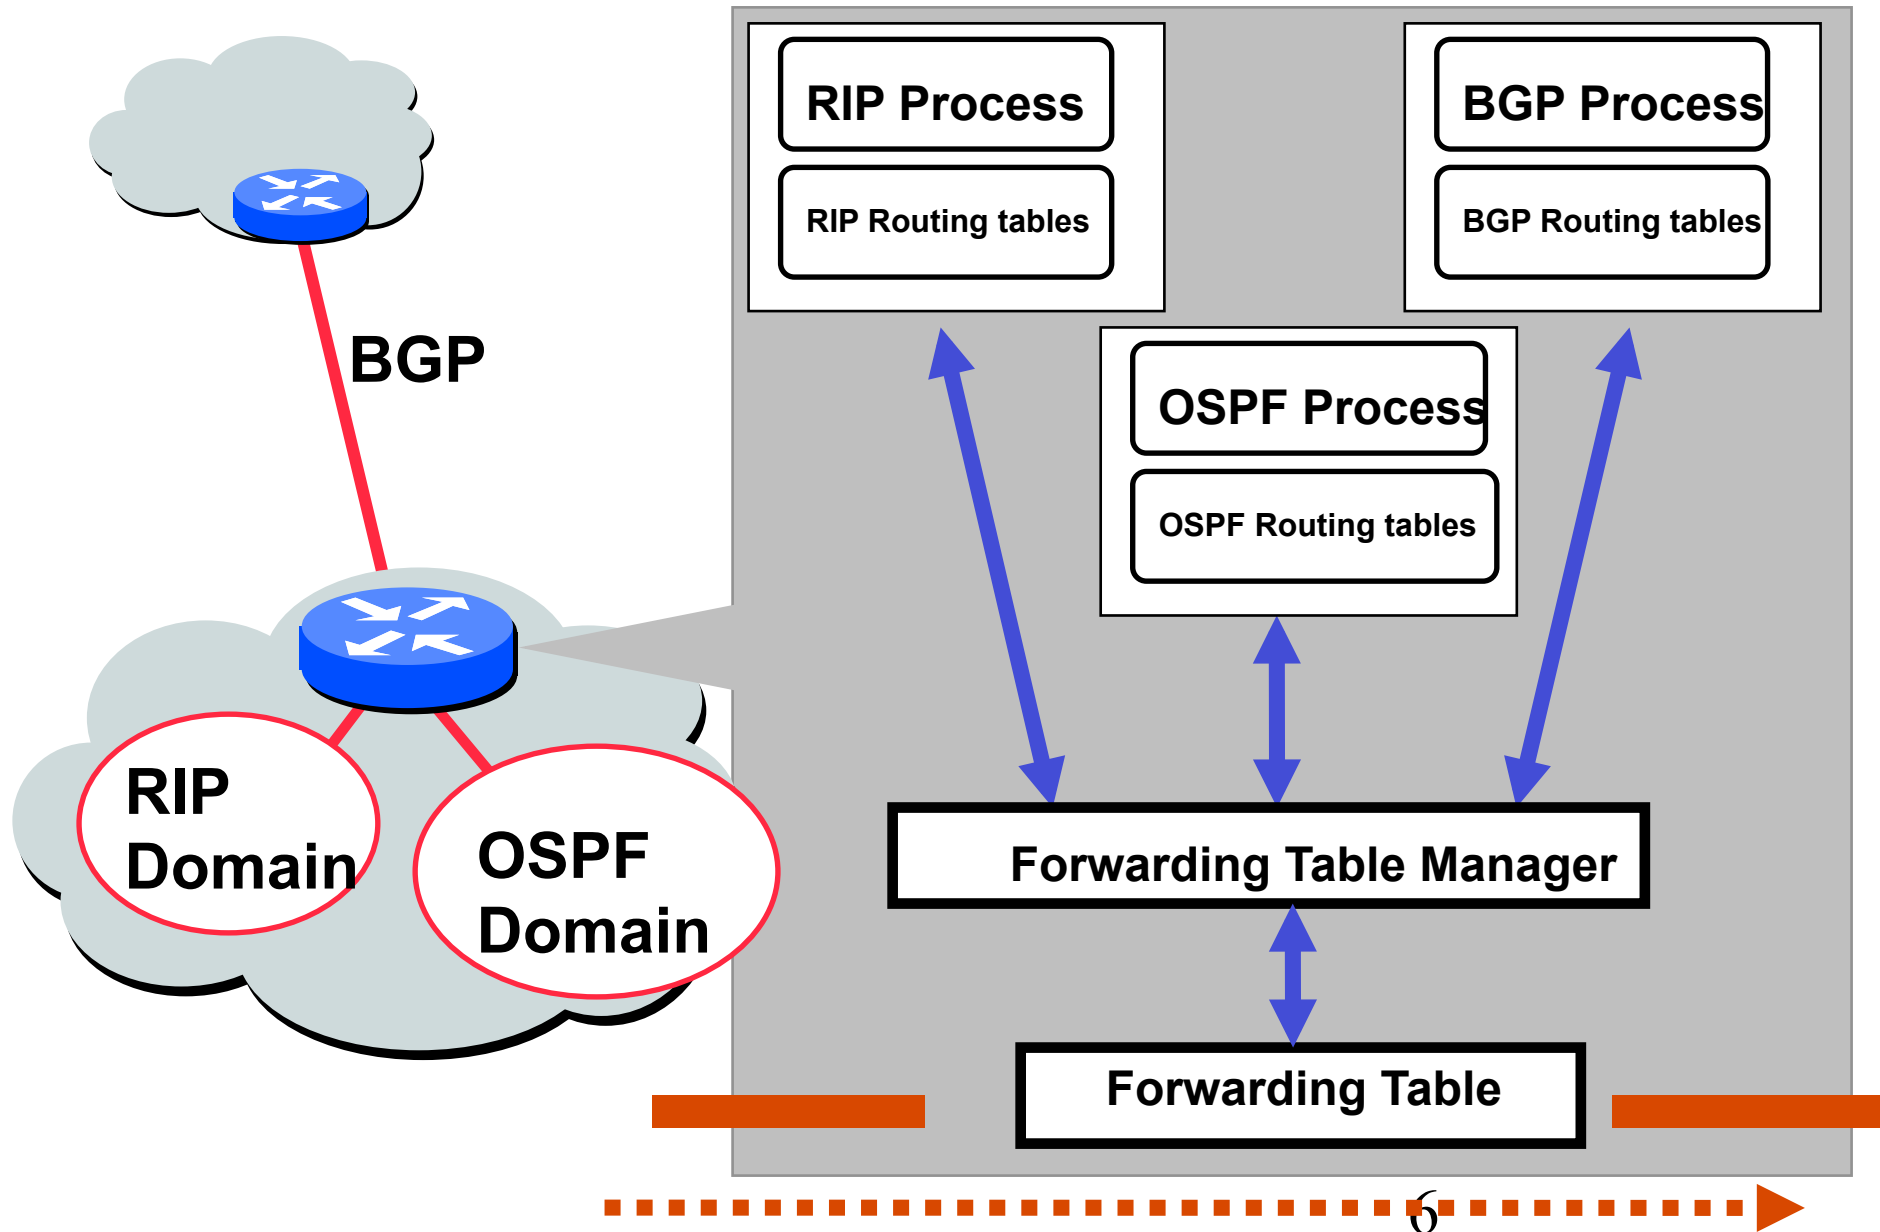 RIP Process
RIP Routing tables
BGP Process
BGP Routing tables
BGP
OSPF Process
OSPF Routing tables
RIP
Domain
OSPF
Domain
Forwarding Table Manager
Forwarding Table
6